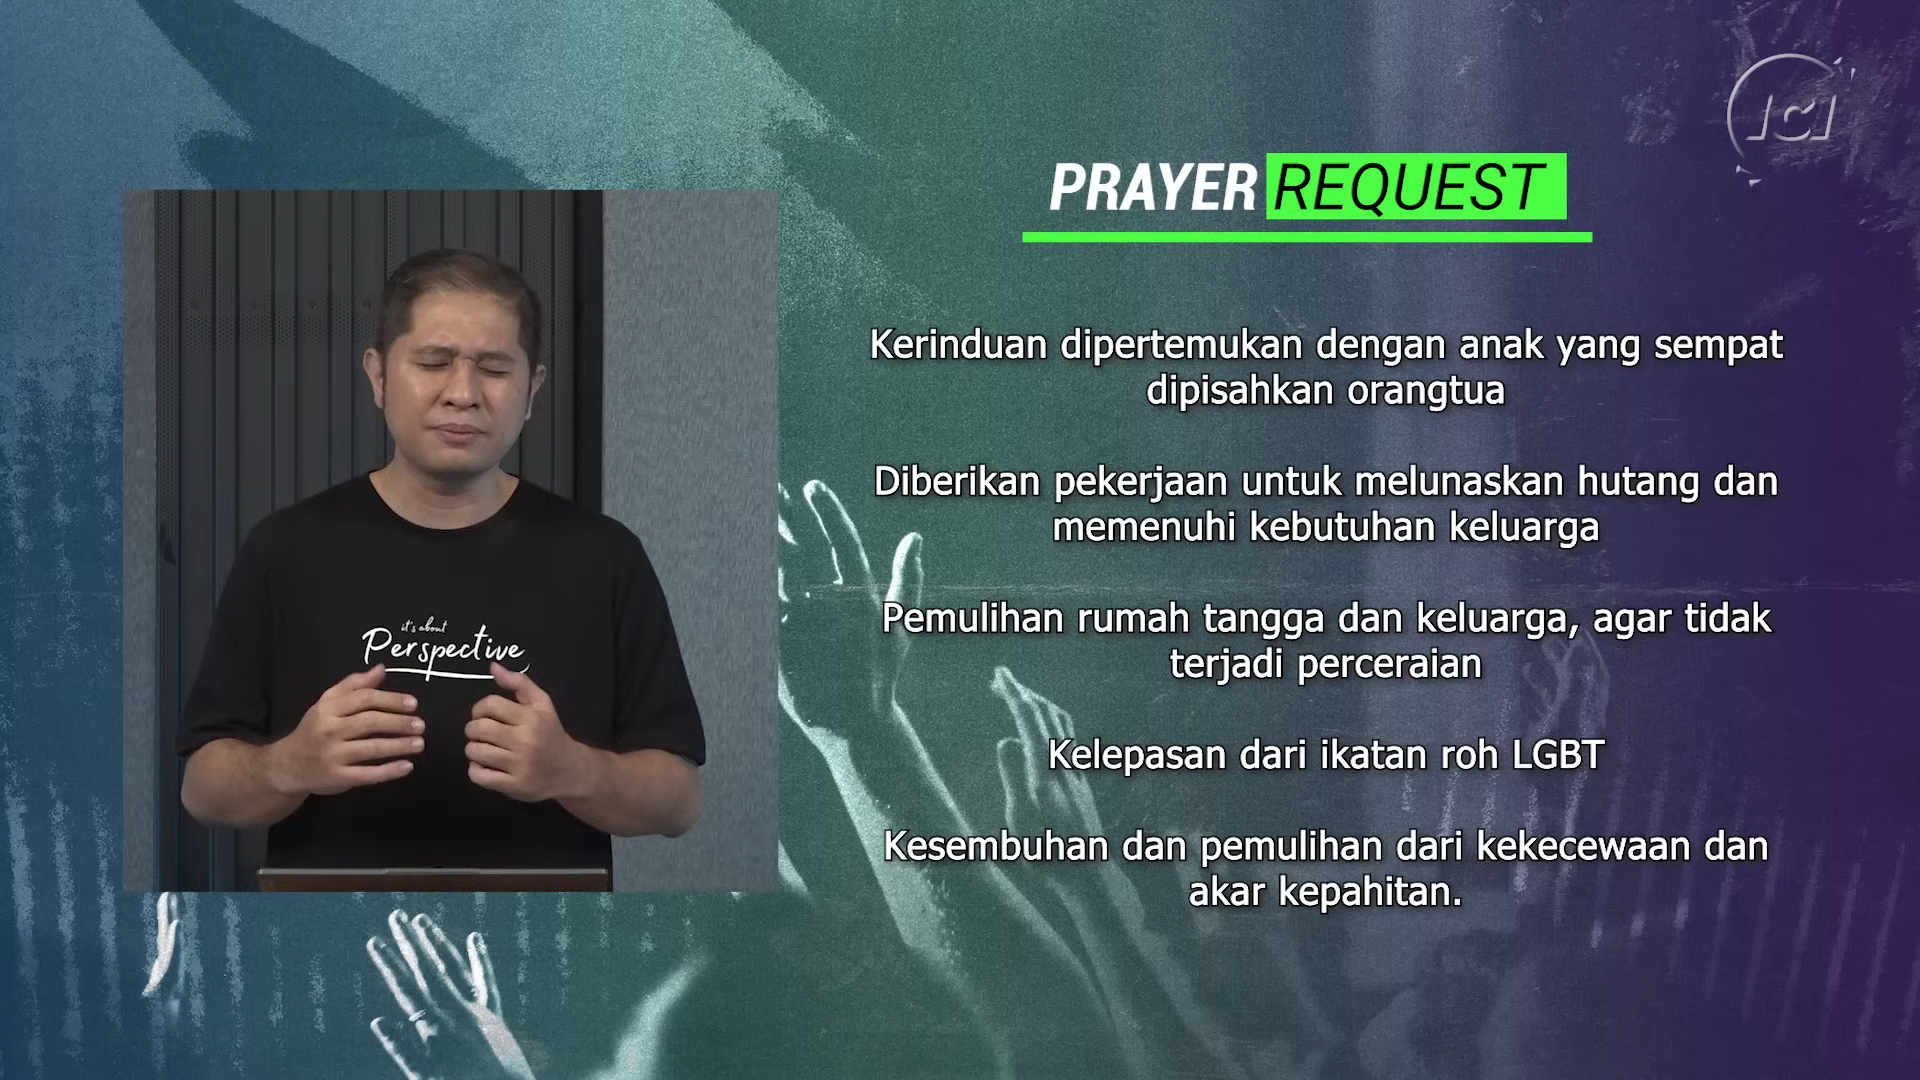 ICI
PRAYER REQUEST
Kerinduan dipertemukan dengan anak yang sempat
dipisahkan orangtua
Diberikan pekerjaan untuk melunaskan hutang dan
memenuhi kebutuhan keluarga
Pemulihan rumah tangga dan keluarga, agar tidak
terjadi perceraian
Kelepasan dari ikatan roh LGBT
Kesembuhan dan pemulihan dari kekecewaan dan
akar kepahitan.
it's about
Perspective